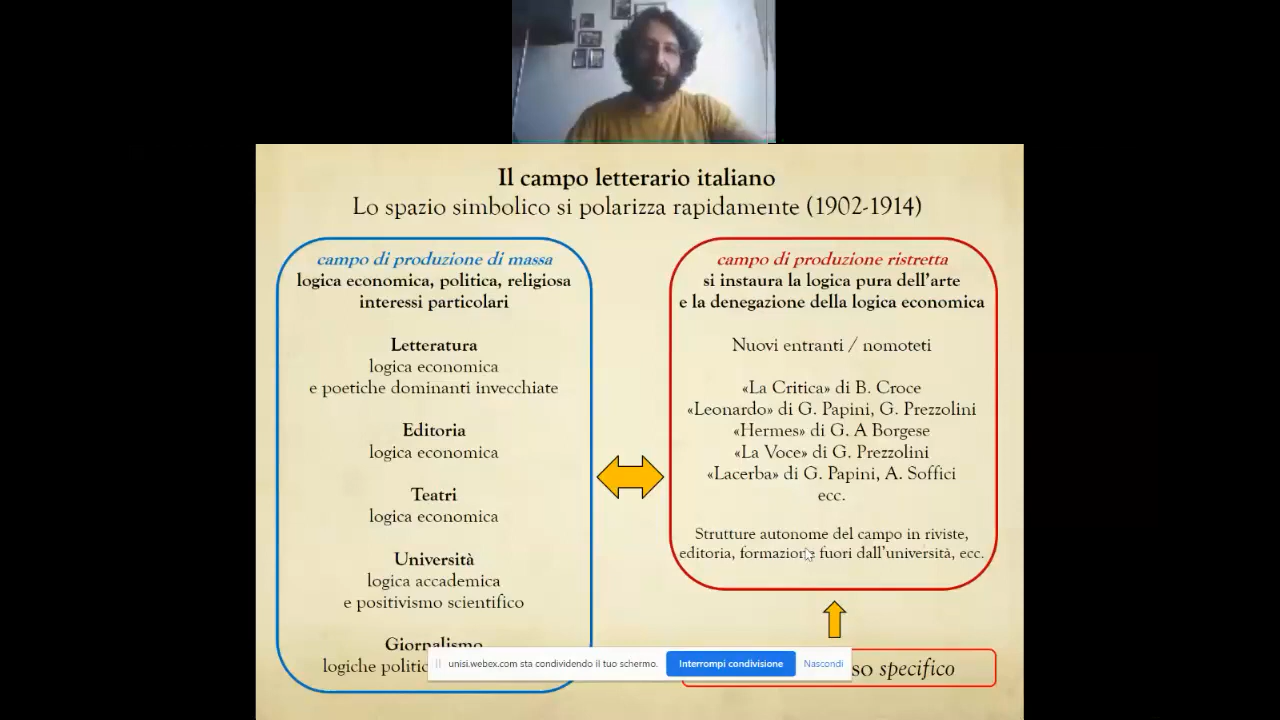 Il campo letterario italiano
Lo spazio simbolico si polarizza rapidamente (1902-1914)
campo di produzione di massa
logica economica, politica, religiosa
interessi particolari
Letteratura
logica economica
e poetiche dominanti invecchiate
Editoria
logica economica
Teatri
logica economica
Università
logica accademica
e positivismo scientifico
Giornalismo
logiche
campo di produzione ristretta
si instaura la logica pura dell'arte
e la denegazione della logica economica
Nuovi entranti / nomoteti
«La Critica» di B. Croce
«Leonardo» di G. Papini, G. Prezzolini
«Hermes» di G. A Borgese
«La Voce» di G. Prezzolini
«Lacerba» di G. Papini, A. Soffici
ecc.
Strutture autonome del campo in riviste,
editoria, formazione fuori dall'università, ecc.
specifico
unisi.webex.com sta condividendo il tuo schermo. Interrompi condivisione Nascondi